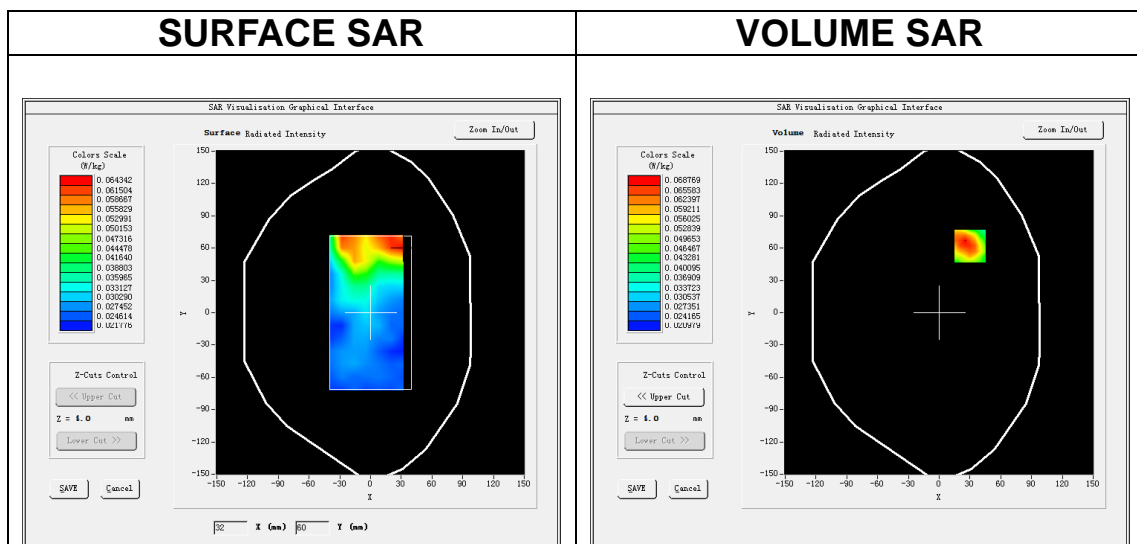 SURFACE SAR
VOLUME SAR
SAR Visualisation Graphical Interface
Surface Radiated Intensity
Zoom In/Out
Colors Scale
(W/kg)
0.064342
0.061504
0.058667
0.055829
0.052991
0.050153
0.047316
0.044478
0.041640
0.038803
0.035965
0.033127
0.030290
0.027452
0.024614
0.021776
Z-Cuts Control
<< Upper Cut
Z = 4.0 mm
Lower Cut >>
SAVE
Cancel
150
120
90
60
30
0
-30
-60
-90
-120
-150
Y
-150 -120 -90 -60 -30 0 30 60 90 120 150
X
32 X (mm) 60 Y (mm)
SAR Visualisation Graphical Interface
Volume Radiated Intensity
Zoom In/Out
Colors Scale
(W/kg)
0.068769
0.065583
0.062397
0.059211
0.056025
0.052839
0.049653
0.046467
0.043281
0.040095
0.036909
0.033723
0.030537
0.027351
0.024165
0.020979
Z-Cuts Control
<< Upper Cut
Z = 4.0 mm
Lower Cut >>
SAVE
Cancel
150
120
90
60
30
0
-30
-60
-90
-120
-150
Y
-150 -120 -90 -60 -30 0 30 60 90 120 150
X